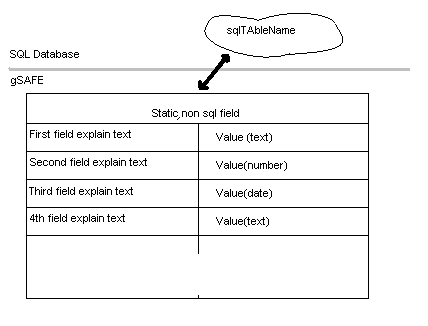 sqlTAbleName
SQL Database
gSAFE
Static,non sql field
First field explain text Value (text)
Second field explain text Value(number)
Third field explain text Value(date)
4th field explain text Value(text)